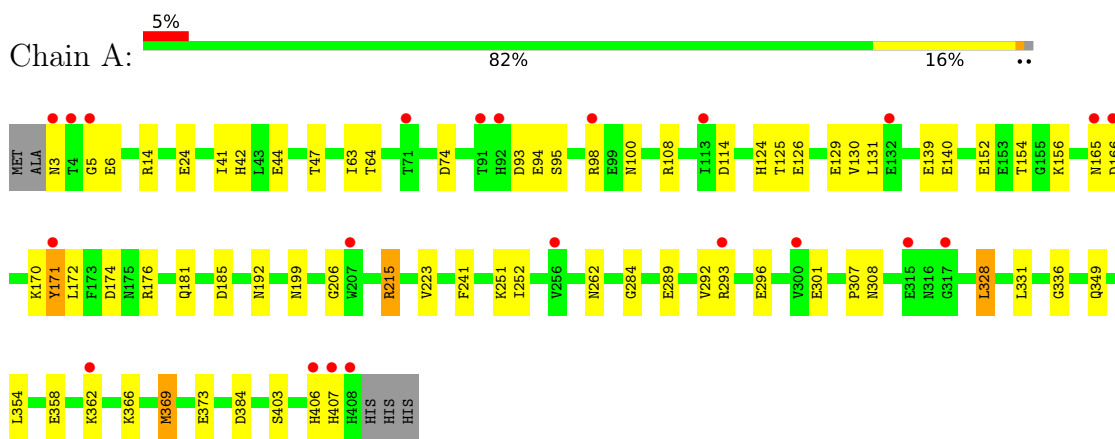 5%
Chain A:
82% 16% ••
MET ALA N3 T4 G5 E6 R14 E24 I41 H42 L43 E44 T47 I63 T64 T71 D74 T91 H92 D93 E94 S95 R98 E99 N100 R108 I113 D114 H124 T125 E126 E129 V130 L131 E132 E139 E140 E152 E153 T154 G155 K156 N165 D166
K170 Y171 L172 F173 D174 N175 R176 Q181 D185 N192 N199 G206 W207 R215 V223 F241 K251 I252 V256 N262 G284 E289 V292 R293 E296 V300 E301 P307 N308 E315 N316 G317 L328 L331 G336 Q349
L354 E358 K362 K366 M369 E373 D384 S403 H406 H407 H408 HIS HIS HIS